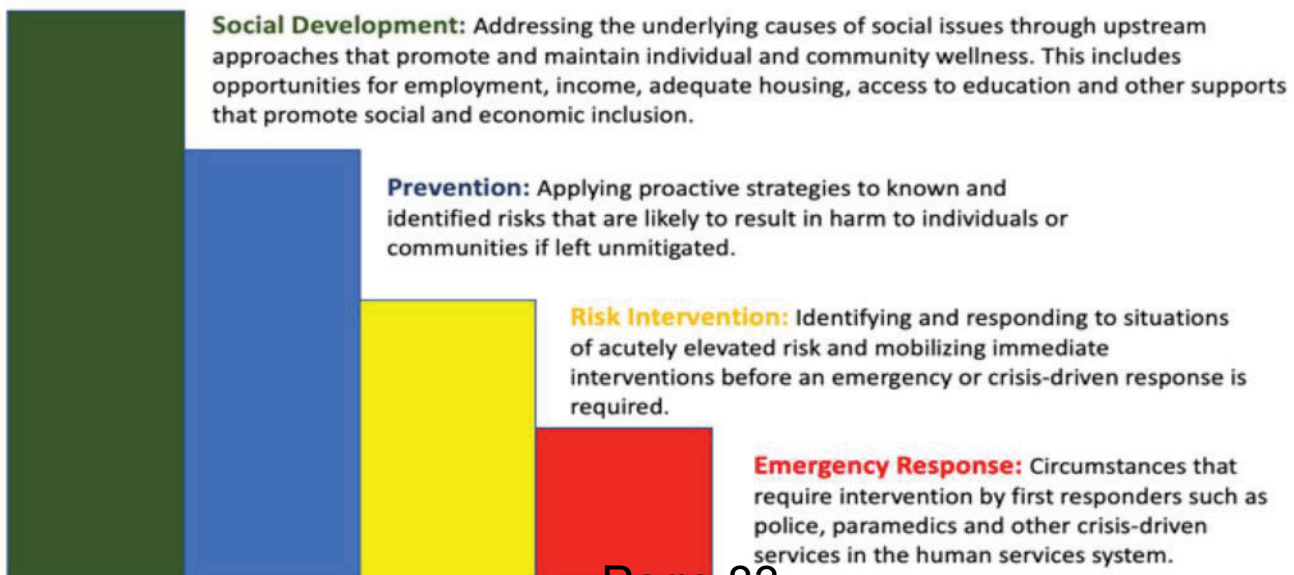 Social Development: Addressing the underlying causes of social issues through upstream
approaches that promote and maintain individual and community wellness. This includes
opportunities for employment, income, adequate housing, access to education and other supports
that promote social and economic inclusion.
Prevention: Applying proactive strategies to known and
identified risks that are likely to result in harm to individuals or
communities if left unmitigated.
Risk Intervention: Identifying and responding to situations
of acutely elevated risk and mobilizing immediate
interventions before an emergency or crisis-driven response is
required.
Emergency Response: Circumstances that
require intervention by first responders such as
police, paramedics and other crisis-driven
services in the human services system.